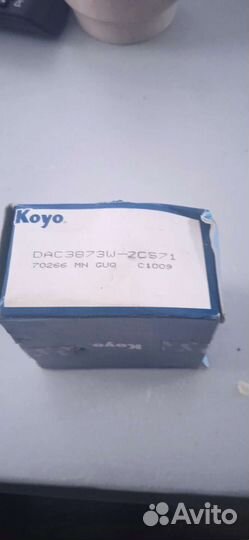 Koyo
DAC3873W-2CS71
70266 MN GUQ C1009
Koyo
Avito